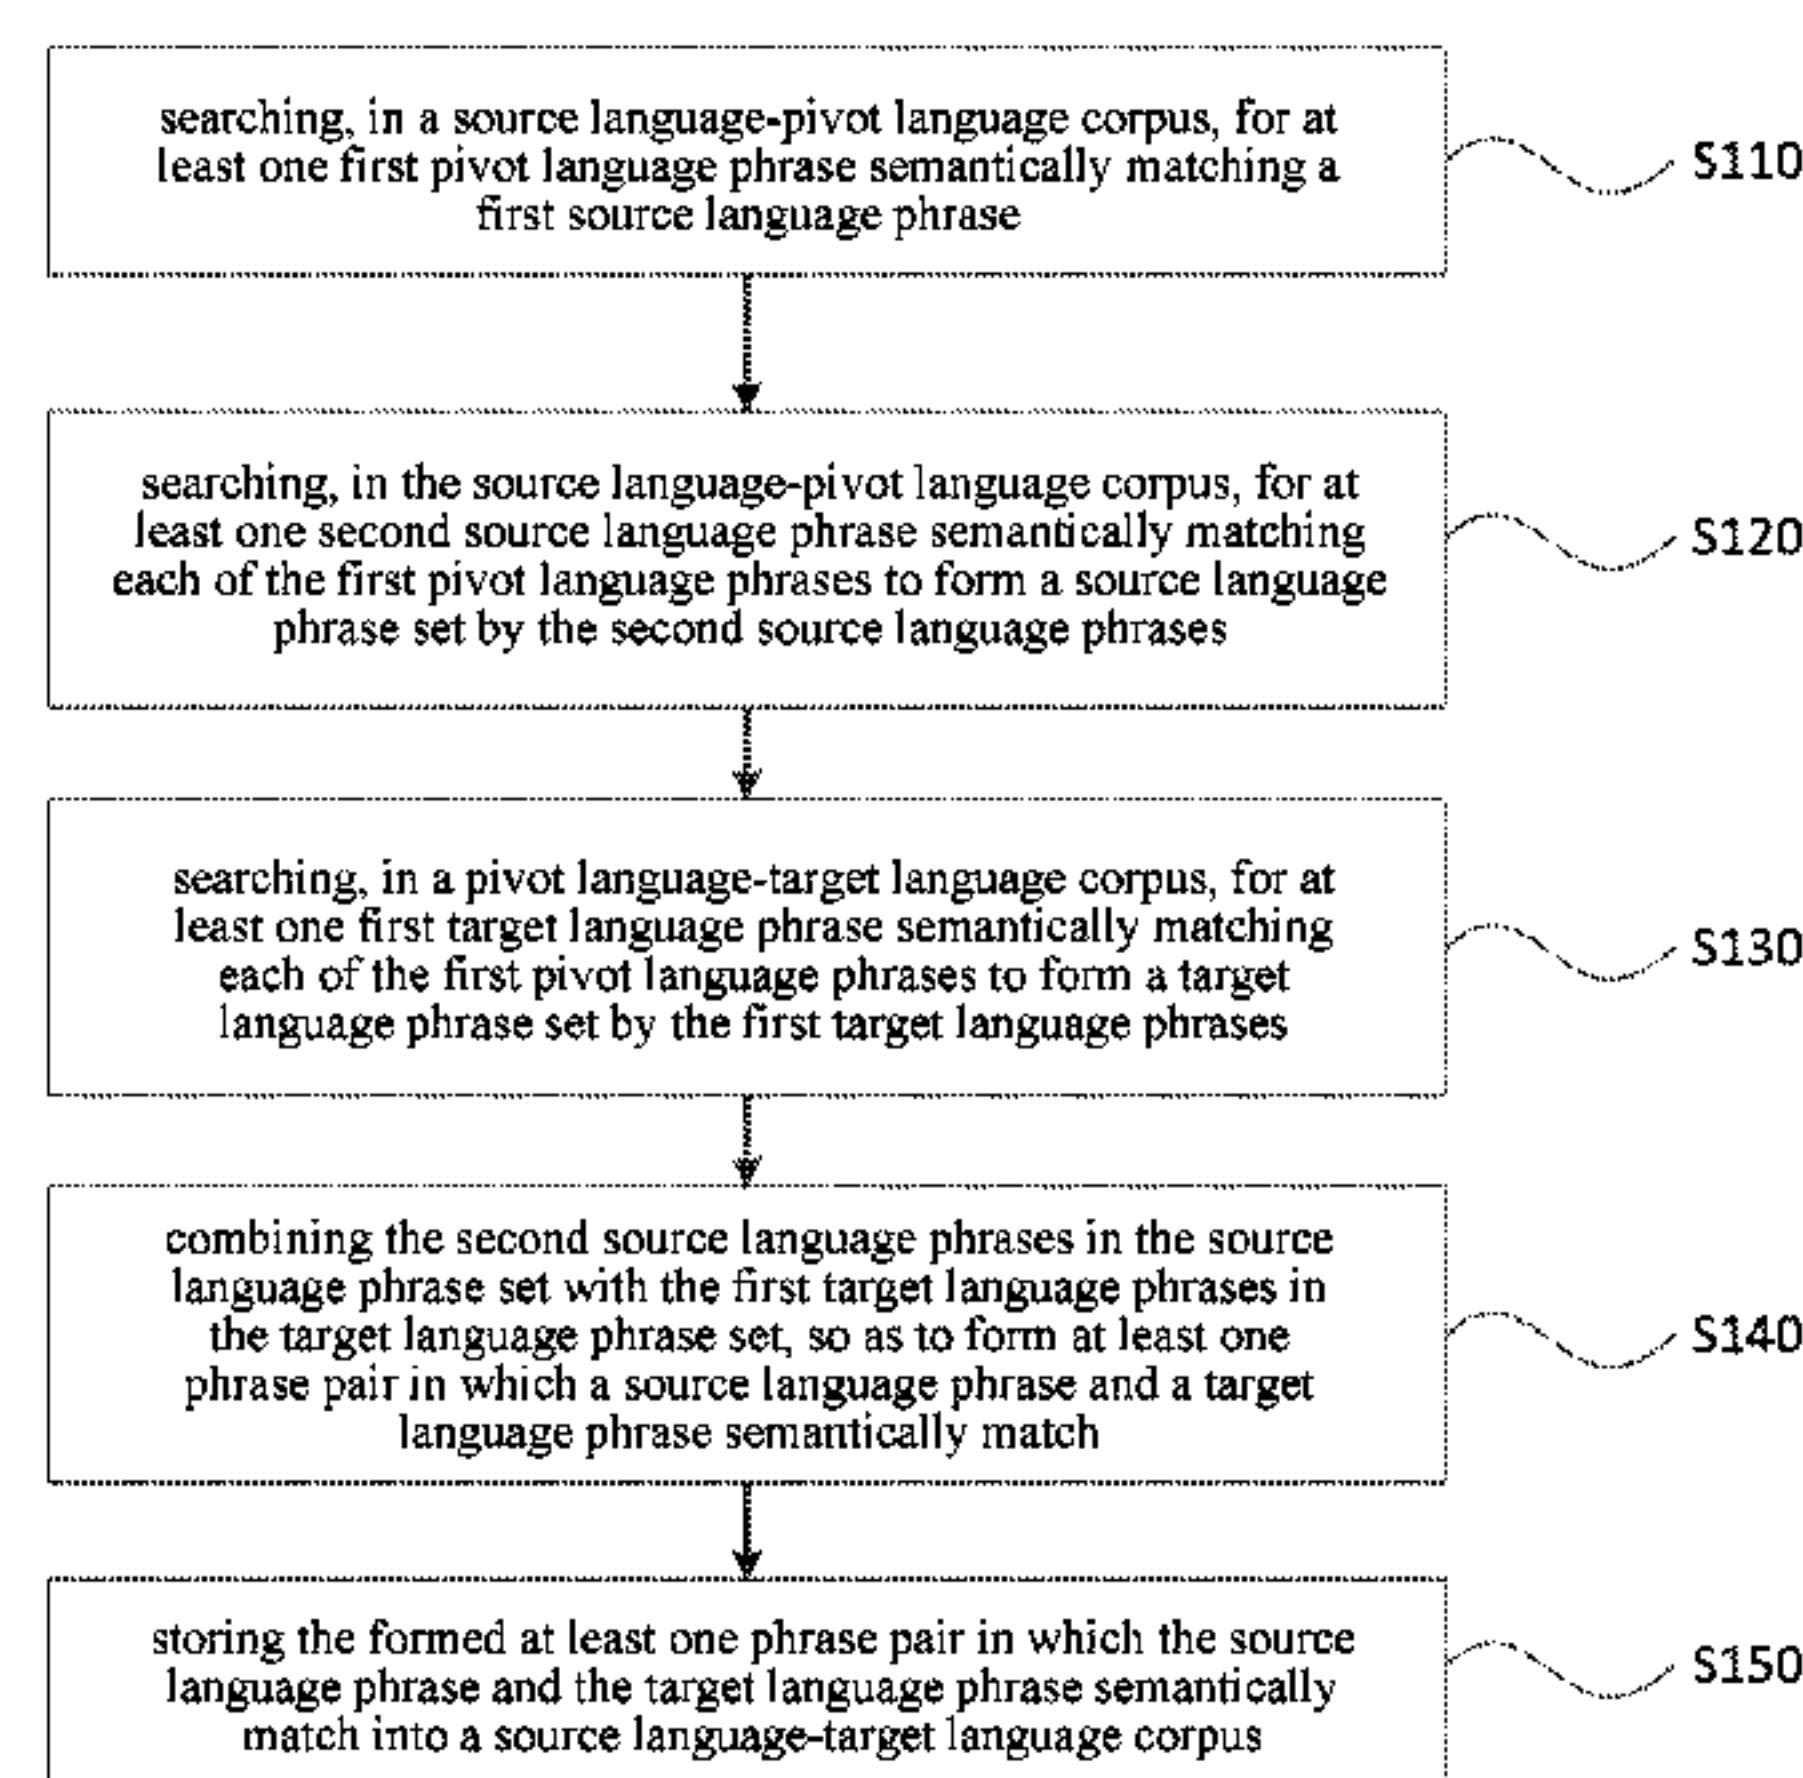 searching, in a source language-pivot language corpus, for at
least one first pivot language phrase semantically matching a
first source language phrase
S110
searching, in the source language-pivot language corpus, for at
least one second source language phrase semantically matching
each of the first pivot language phrases to form a source language
phrase set by the second source language phrases
S120
searching, in a pivot language-target language corpus, for at
least one first target language phrase semantically matching
each of the first pivot language phrases to form a target
language phrase set by the first target language phrases
S130
combining the second source language phrases in the source
language phrase set with the first target language phrases in
the target language phrase set, so as to form at least one
phrase pair in which a source language phrase and a target
language phrase semantically match
S140
storing the formed at least one phrase pair in which the source
language phrase and the target language phrase semantically
match into a source language-target language corpus
S150